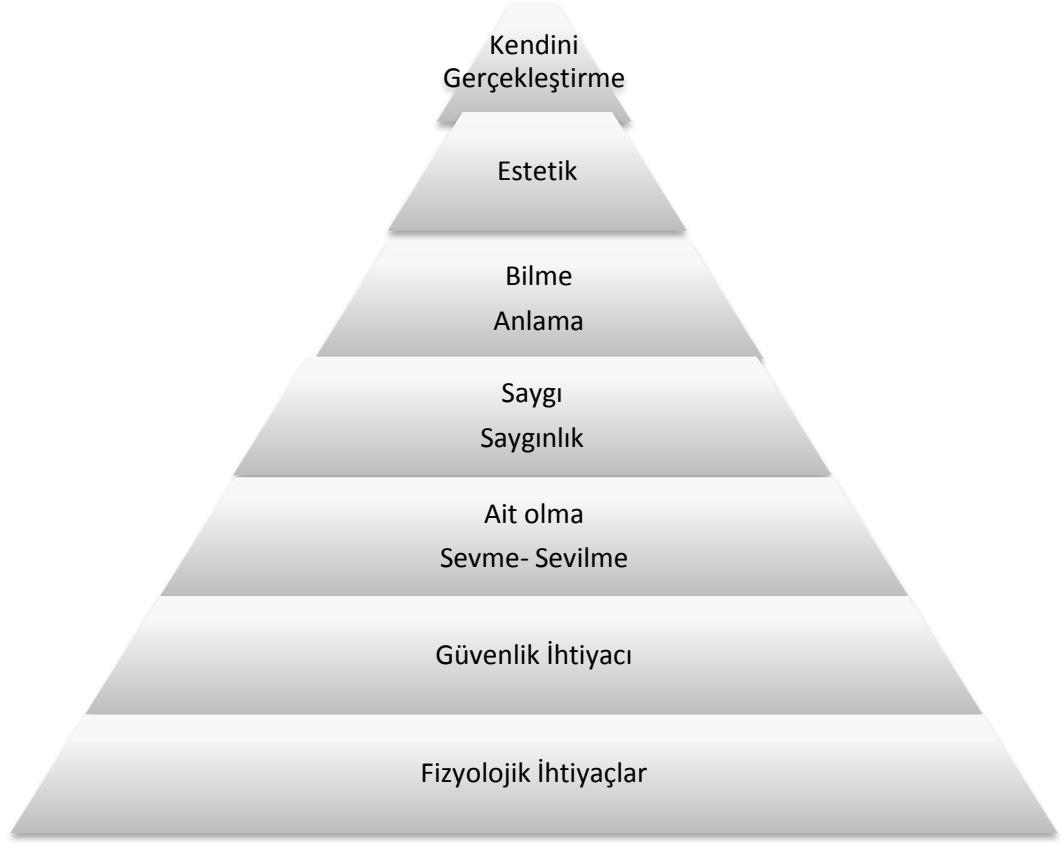 Kendini
Gerçekleştirme
Estetik
Bilme
Anlama
Saygı
Saygınlık
Ait olma
Sevme- Sevilme
Güvenlik İhtiyacı
Fizyolojik İhtiyaçlar